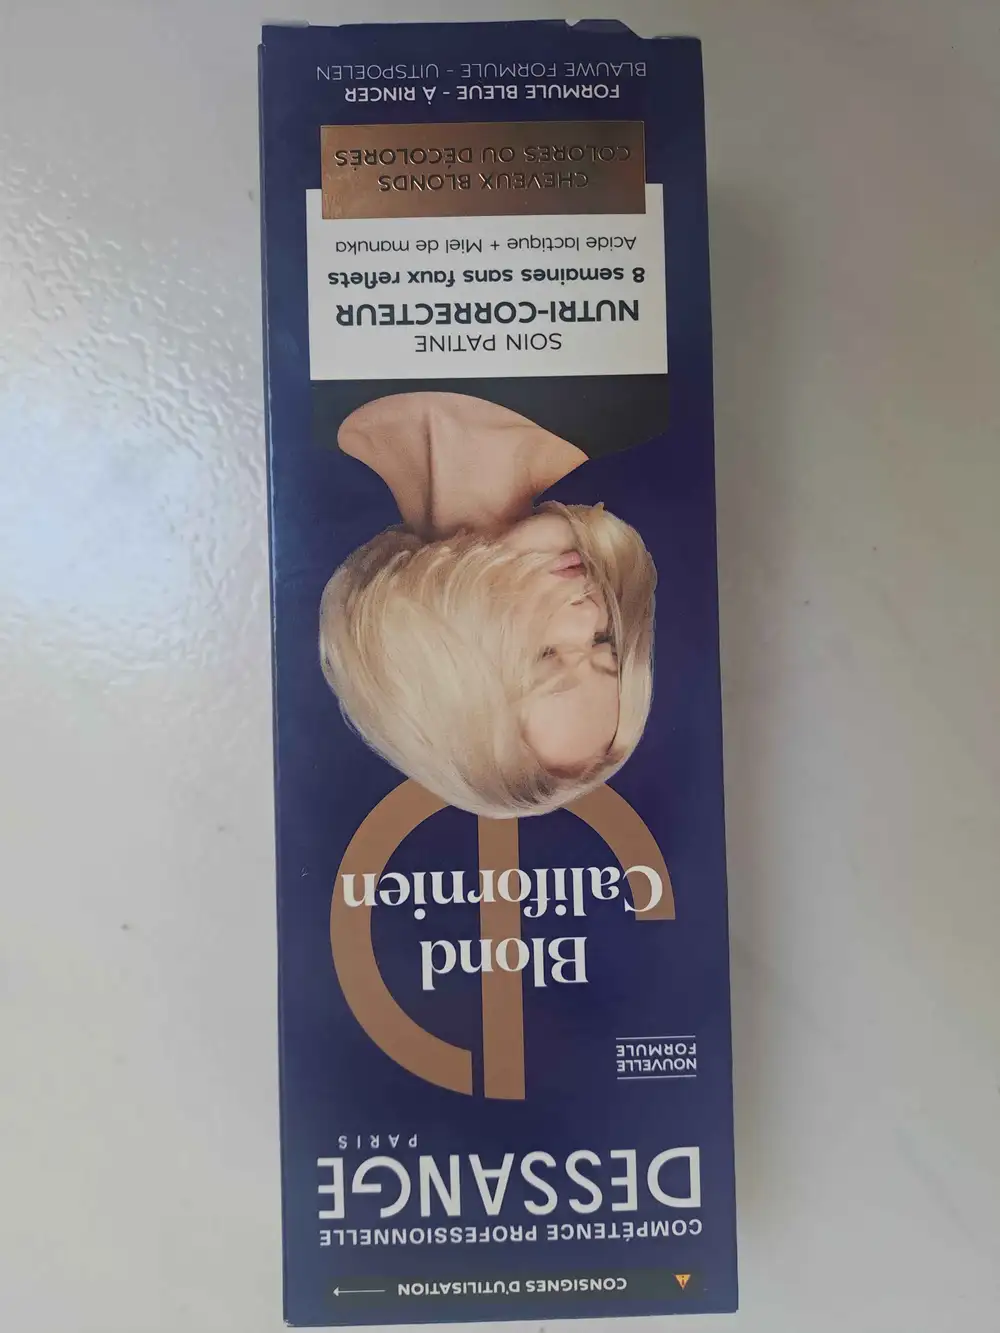 CONSIGNES D'UTILISATION
COMPÉTENCE PROFESSIONNELLE
DESSANGE
PARIS
NOUVELLE
FORMULE
Blond
Californien
SOIN PATINE
NUTRI-CORRECTEUR
8 semaines sans faux reflets
Acide lactique + Miel de manuka
CHEVEUX BLONDS
COLORÉS OU DÉCOLORÉS
FORMULE BLEUE - À RINCER
BLAUWE FORMULE - UITSPOELEN